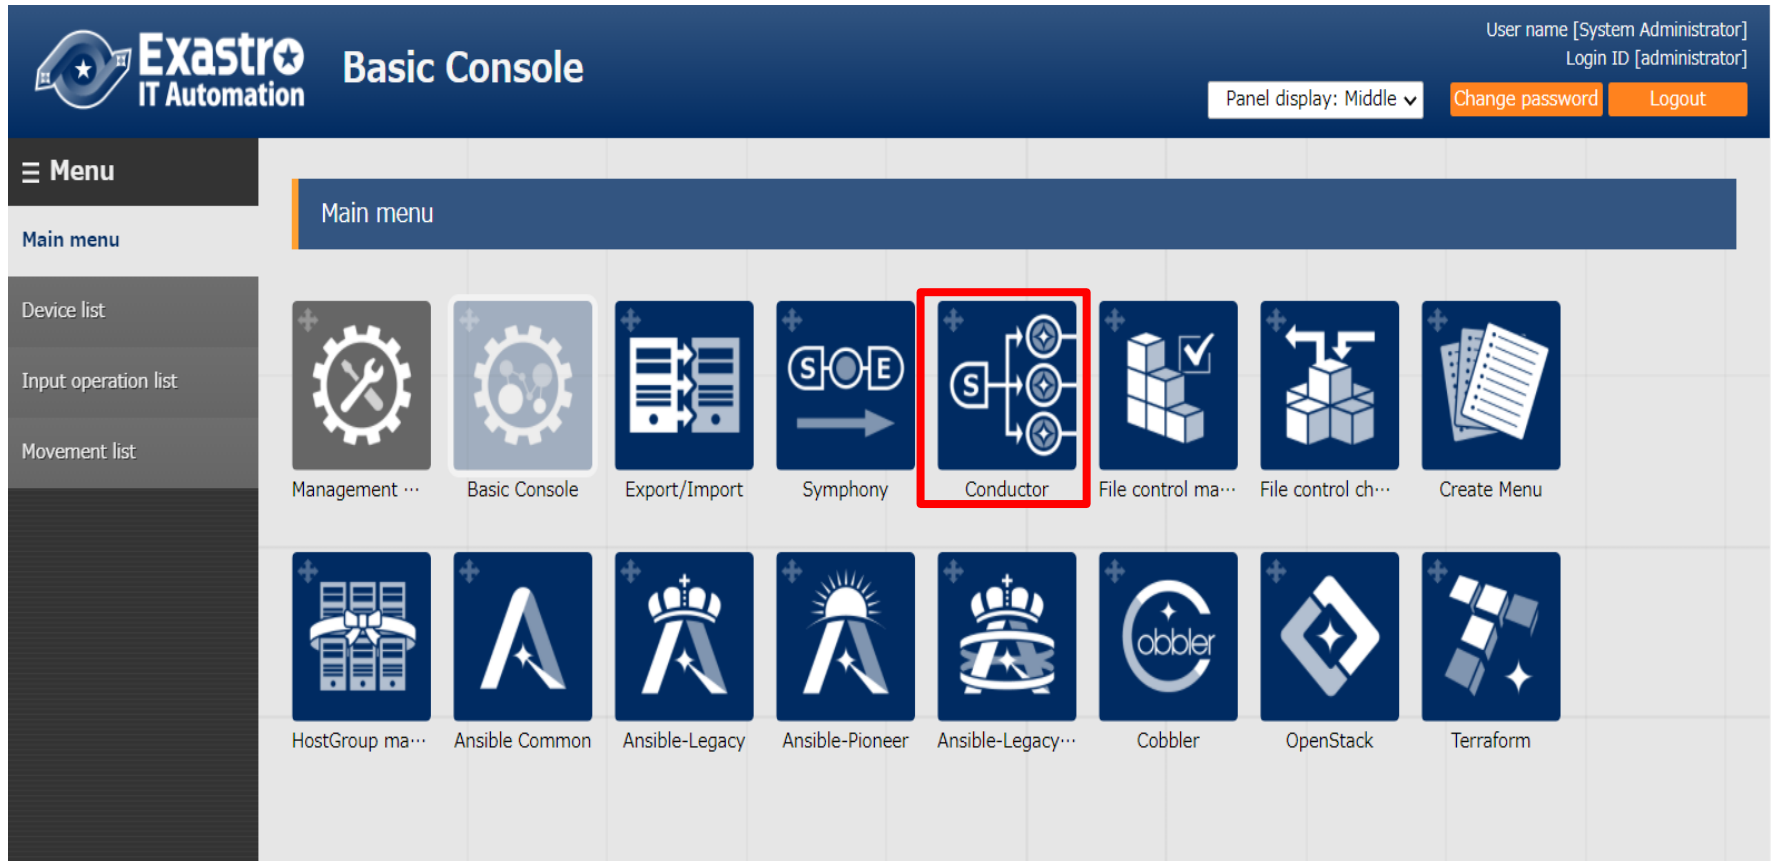 Exastro
IT Automation
Basic Console
User name [System Administrator]
Login ID [administrator]
Panel display: Middle
Change password
Logout
Menu
Main menu
Device list
Input operation list
Movement list
Main menu
S
E
S
Management ···
Basic Console
Export/Import
Symphony
Conductor
File control ma···
File control ch···
Create Menu
Cobbler
HostGroup ma···
Ansible Common
Ansible-Legacy
Ansible-Pioneer
Ansible-Legacy···
Cobbler
OpenStack
Terraform